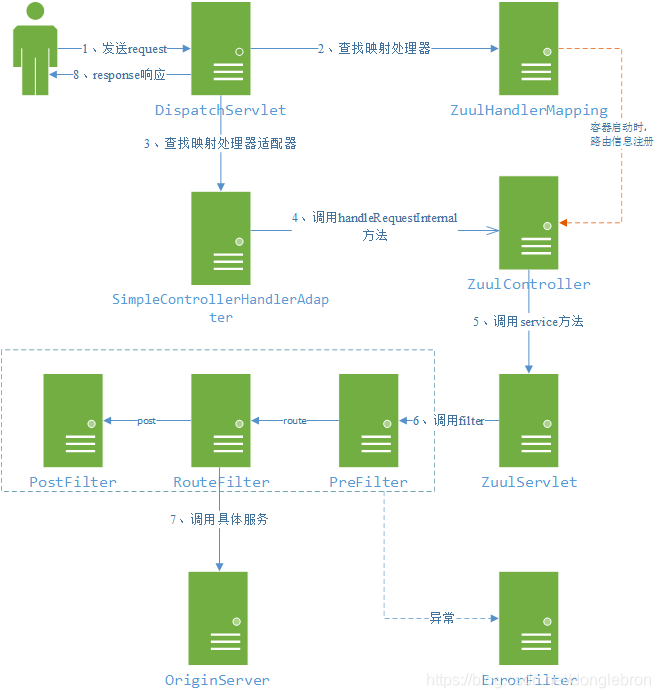 1、发送request
2、查找映射处理器
8、response响应
DispatchServlet
ZuulHandlerMapping
容器启动时,
路由信息注册
3、查找映射处理器适配器
4、调用handleRequestInternal
方法
ZuulController
SimpleControllerHandlerAdap
ter
5、调用service方法
post
route
6、调用filter
PostFilter
RouteFilter
PreFilter
ZuulServlet
7、调用具体服务
异常
OriginServer
ErrorFilter